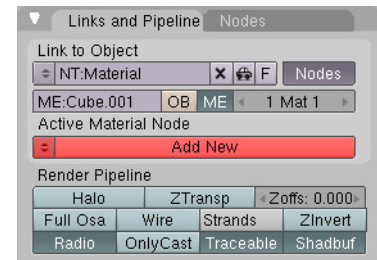 Links and Pipeline Nodes
Link to Object
NT:Material F Nodes
ME:Cube.001 OB ME 1 Mat 1
Active Material Node
Add New
Render Pipeline
Halo ZTransp Zoffs: 0.000
Full Osa Wire Strands ZInvert
Radio OnlyCast Traceable Shadbuf